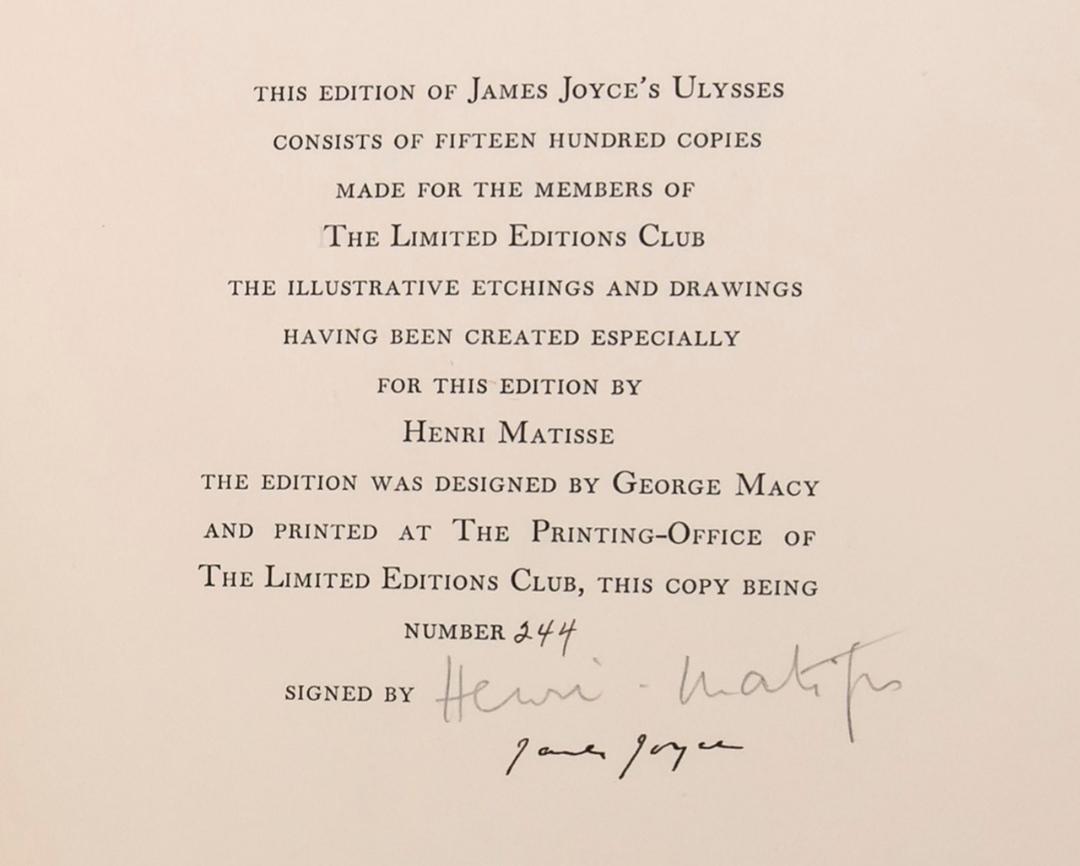 THIS EDITION OF JAMES JOYCE'S ULYSSES
CONSISTS OF FIFTEEN HUNDRED COPIES
MADE FOR THE MEMBERS OF
THE LIMITED EDITIONS CLUB
THE ILLUSTRATIVE ETCHINGS AND DRAWINGS
HAVING BEEN CREATED ESPECIALLY
FOR THIS EDITION BY
HENRI MATISSE
THE EDITION WAS DESIGNED BY GEORGE MACY
AND PRINTED AT THE PRINTING-OFFICE OF
THE LIMITED EDITIONS CLUB, THIS COPY BEING
NUMBER 244
SIGNED BY Henri - Matisse
James Joyce